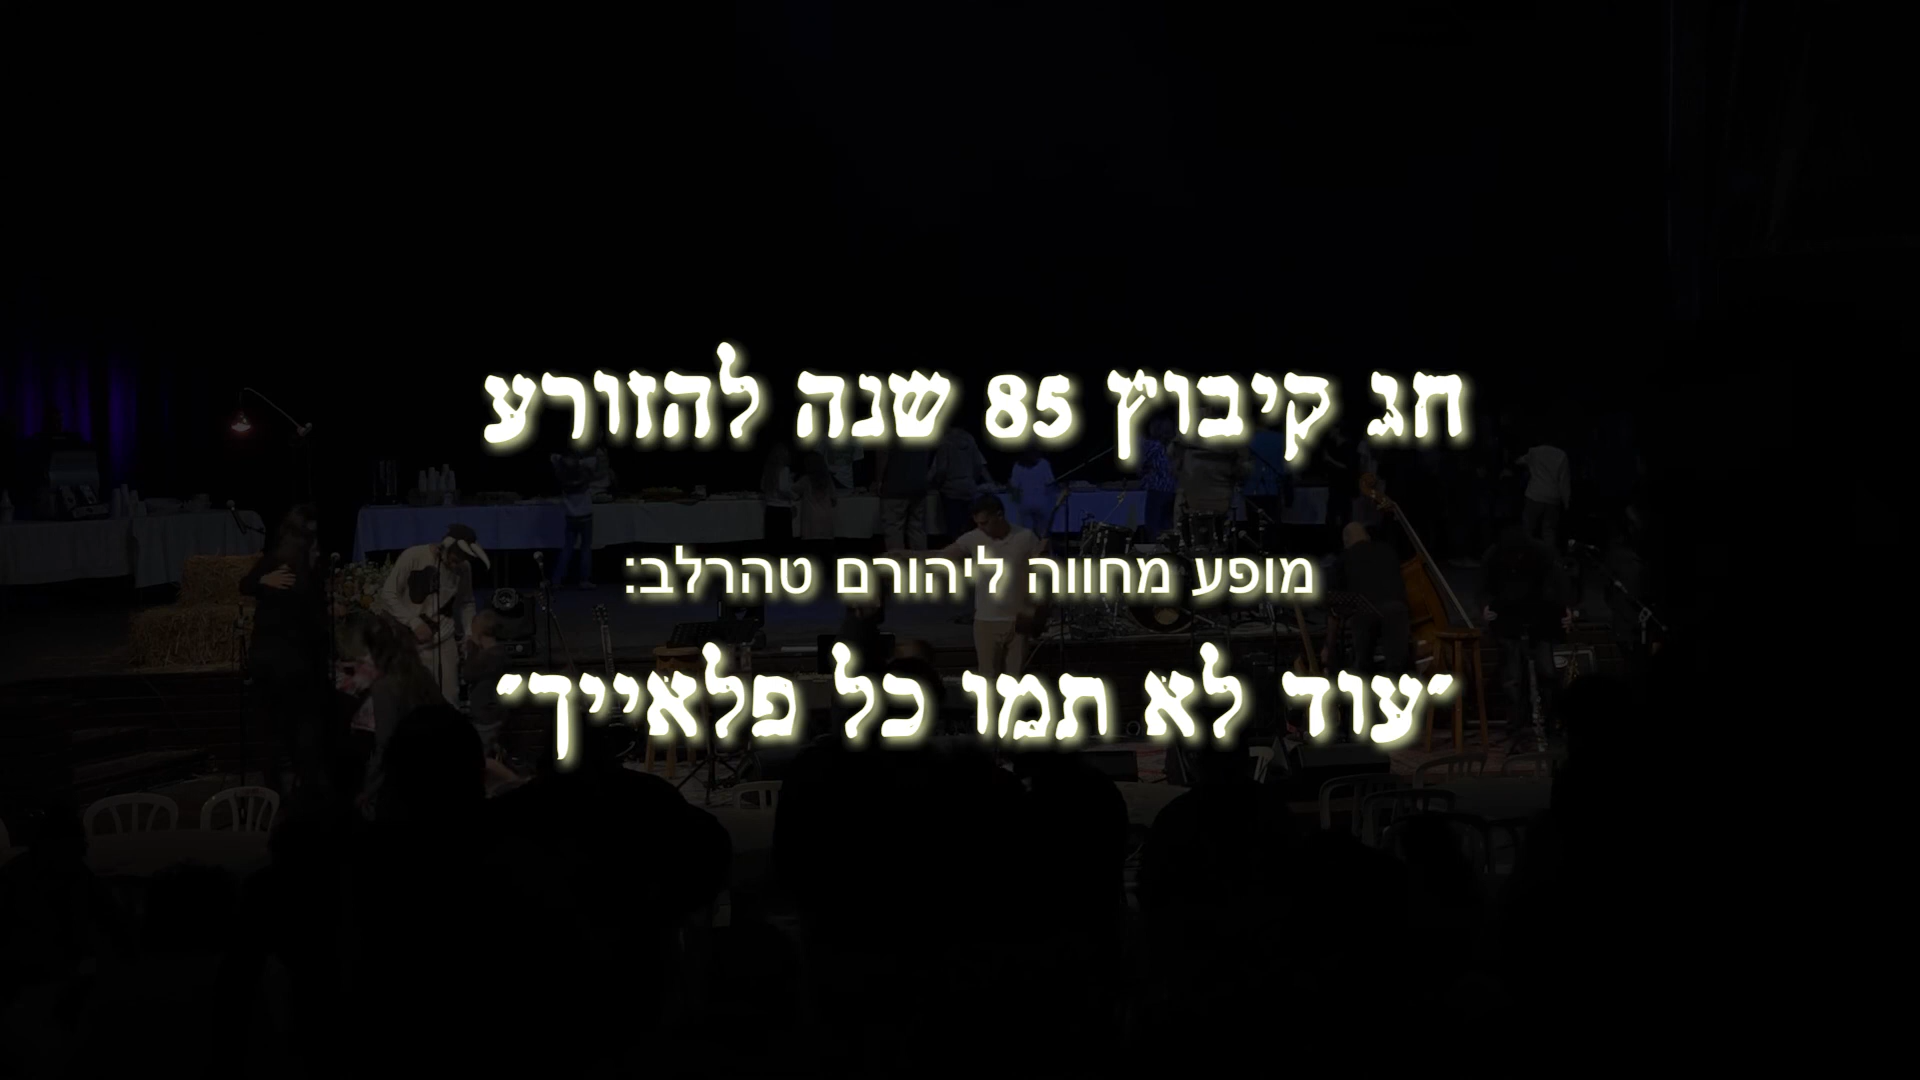 חג קיבוץ 85 שנה להזורע
מופע מחווה ליהורם טהרלב:
״עוד לא תמו כל פלאייך״